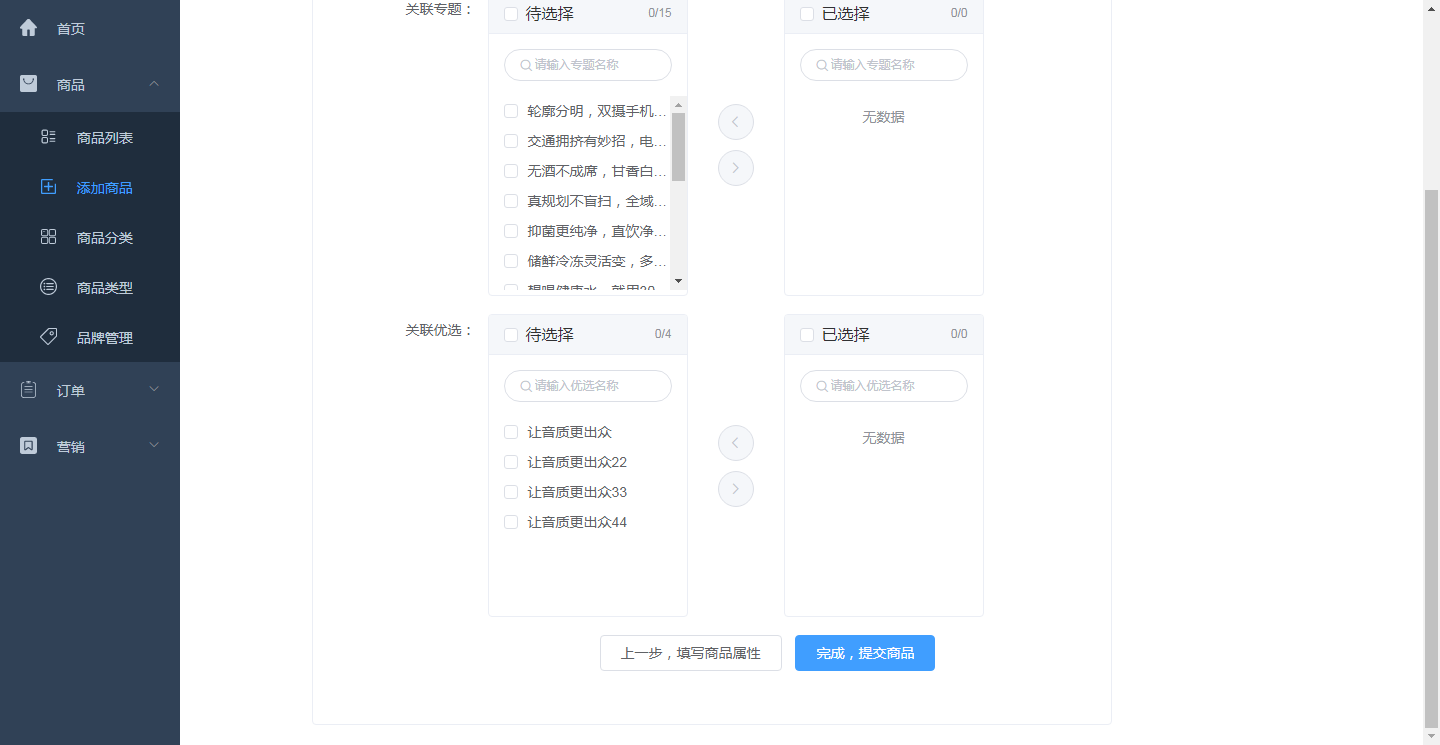 首页
商品
商品列表
添加商品
商品分类
商品类型
品牌管理
订单
营销
关联专题：
待选择 0/15
请输入专题名称
轮廓分明，双摄手机...
交通拥挤有妙招，电...
无酒不成席，甘香白...
真规划不盲扫，全域...
抑菌更纯净，直饮净...
储鲜冷冻灵活变，多...
已选择 0/0
请输入专题名称
无数据
关联优选：
待选择 0/4
请输入优选名称
让音质更出众
让音质更出众22
让音质更出众33
让音质更出众44
已选择 0/0
请输入优选名称
无数据
上一步，填写商品属性
完成，提交商品